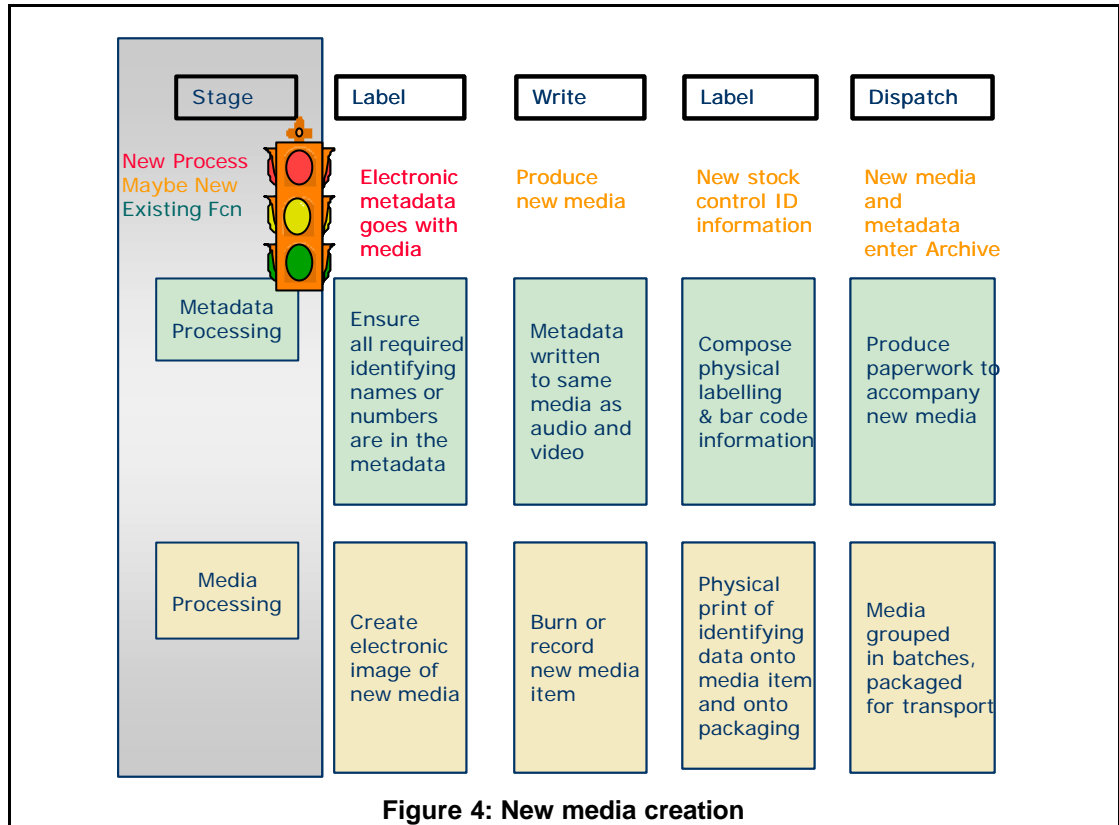 Stage
Label
Write
Label
Dispatch
New Process
Maybe New
Existing Fcn
Electronic
metadata
goes with
media
Produce
new media
New stock
control ID
information
New media
and
metadata
enter Archive
Metadata
Processing
Ensure
all required
identifying
names or
numbers
are in the
metadata
Metadata
written
to same
media as
audio and
video
Compose
physical
labelling
& bar code
information
Produce
paperwork to
accompany
new media
Media
Processing
Create
electronic
image of
new media
Burn or
record
new media
item
Physical
print of
identifying
data onto
media item
and onto
packaging
Media
grouped
in batches,
packaged
for transport
Figure 4: New media creation